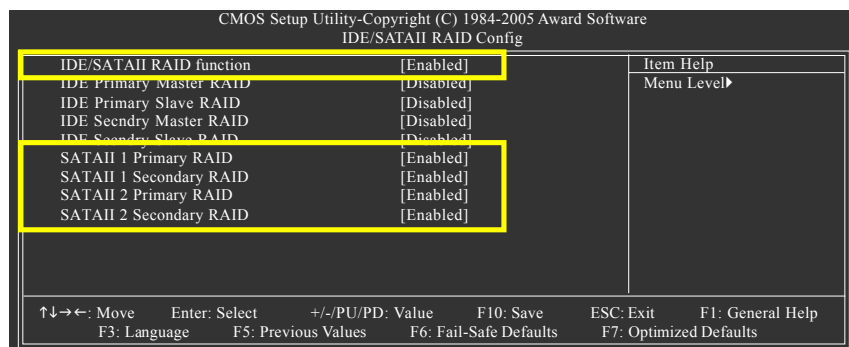 CMOS Setup Utility-Copyright (C) 1984-2005 Award Software
IDE/SATAII RAID Config
IDE/SATAII RAID function [Enabled] Item Help
IDE Primary Master RAID [Disabled] Menu Level▶
IDE Primary Slave RAID [Disabled]
IDE Secndry Master RAID [Disabled]
IDE Secndry Slave RAID [Disabled]
SATAII 1 Primary RAID [Enabled]
SATAII 1 Secondary RAID [Enabled]
SATAII 2 Primary RAID [Enabled]
SATAII 2 Secondary RAID [Enabled]
↑↓→←: Move Enter: Select +/-/PU/PD: Value F10: Save ESC: Exit F1: General Help
F3: Language F5: Previous Values F6: Fail-Safe Defaults F7: Optimized Defaults